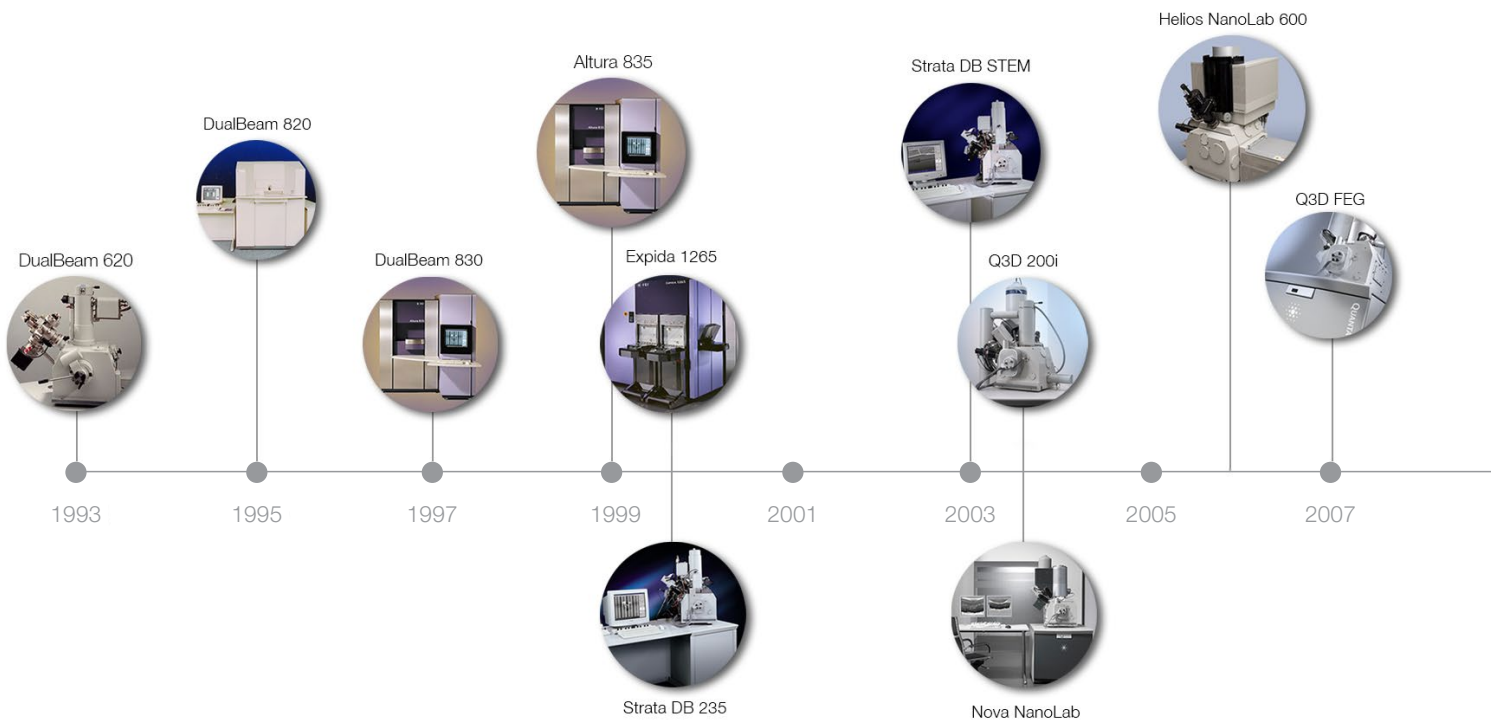 Helios NanoLab 600
Altura 835
Strata DB STEM
DualBeam 820
Q3D FEG
DualBeam 620
DualBeam 830
Expida 1265
Q3D 200i
QUANTA
1993
1995
1997
1999
2001
2003
2005
2007
Strata DB 235
Nova NanoLab